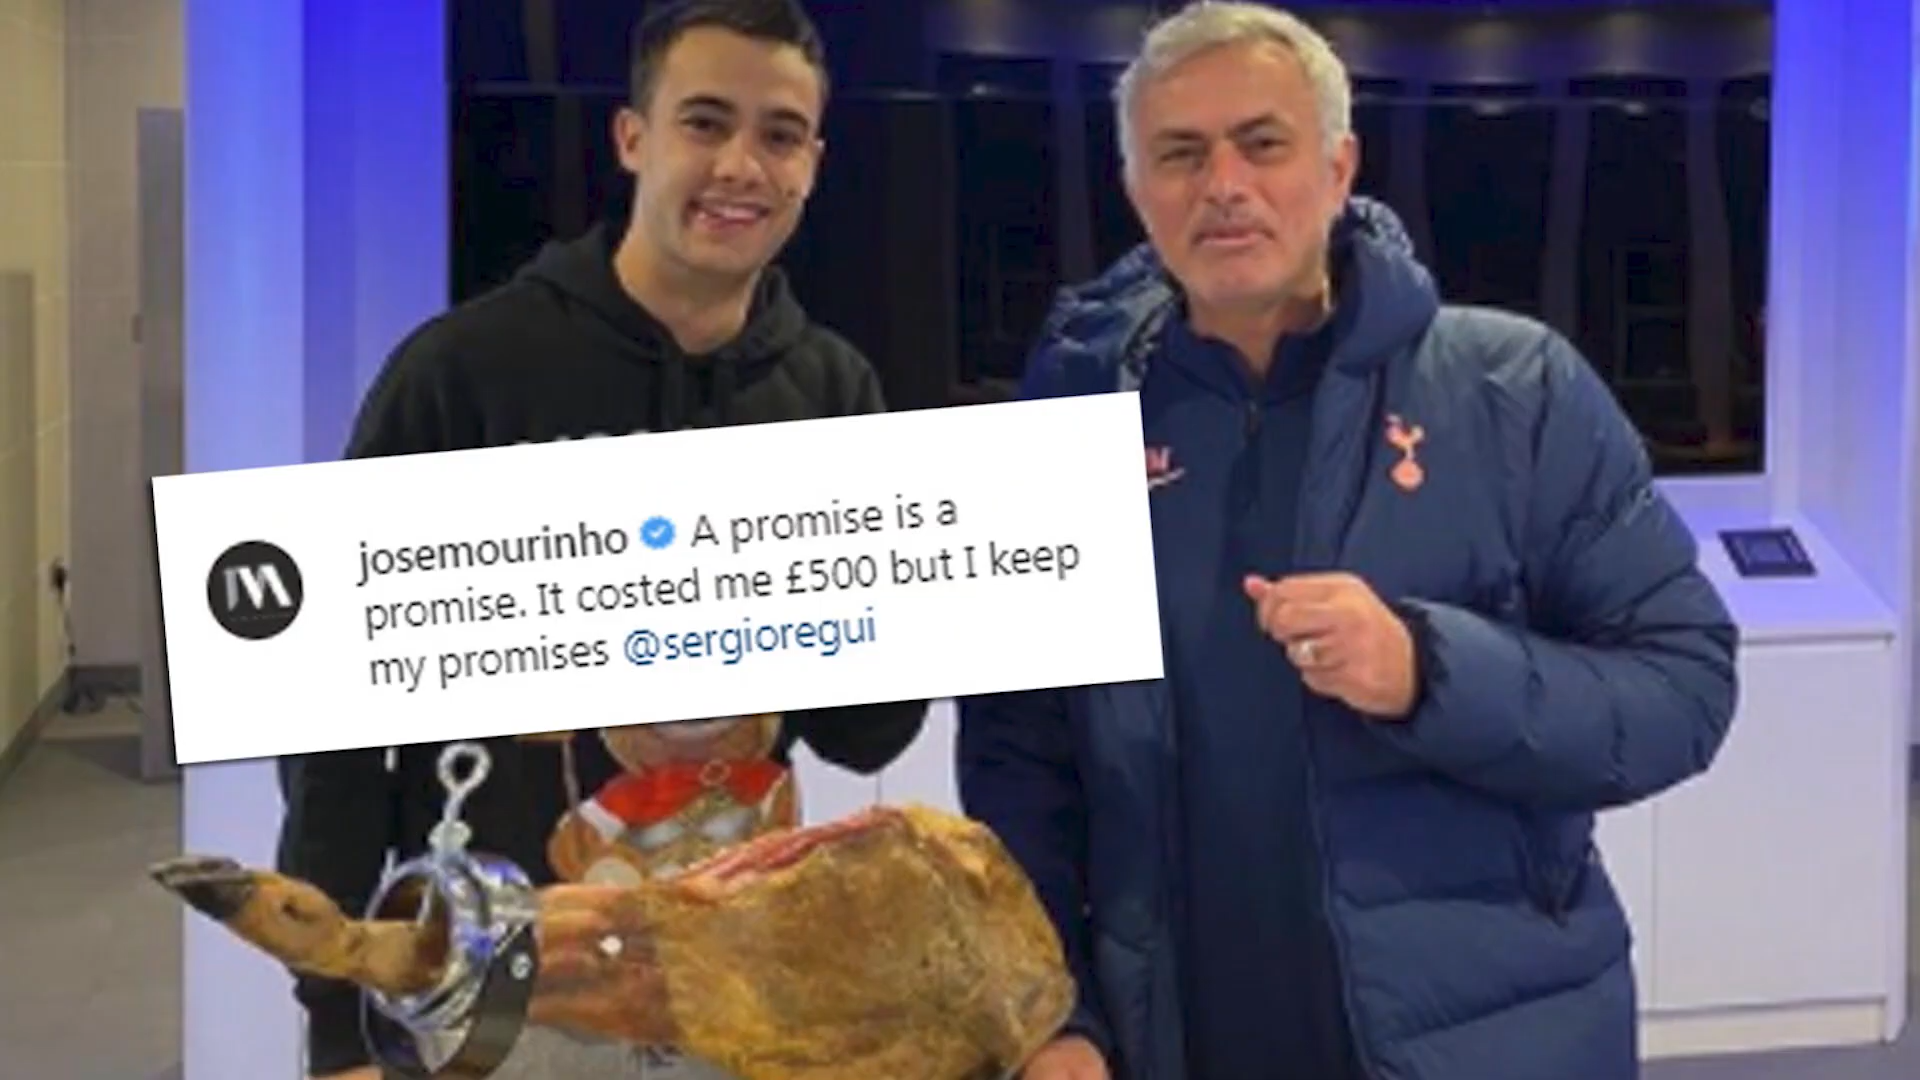 josemourinho A promise is a
promise. It costed me £500 but I keep
my promises @sergioregui
JM